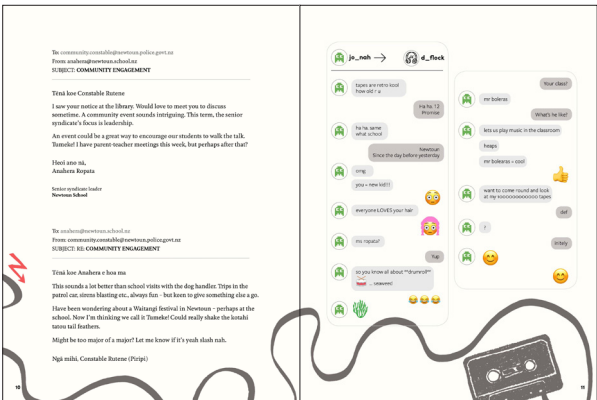 To: community.constable@newtoun.police.govt.nz
From: anahera@newtoun.school.nz
SUBJECT: COMMUNITY ENGAGEMENT
Tēnā koe Constable Rutene
I saw your notice at the library. Would love to meet you to discuss
sometime. A community event sounds intriguing. This term, the senior
syndicate's focus is leadership.
An event could be a great way to encourage our students to walk the talk.
Tumeke! I have parent-teacher meetings this week, but perhaps after that?
Heoi ano nā,
Anahera Ropata
Senior syndicate leader
Newtoun School
To: anahera@newtoun.school.nz
From: community.constable@newtoun.police.govt.nz
SUBJECT: RE: COMMUNITY ENGAGEMENT
Tēnā koe Anahera e hoa ma
This sounds a lot better than school visits with the dog handler. Trips in the
patrol car, sirens blasting etc., always fun – but keen to give something else a go.
Have been wondering about a Waitangi festival in Newtoun – perhaps at the
school. Now I'm thinking we call it Tumeke! Could really shake the kotahi
tatou tail feathers.
Might be too major of a major? Let me know if it's yeah slash nah.
Ngā mihi, Constable Rutene (Piripi)
10
jo_nah
d_flock
tapes are retro kool
how old r u
Ha ha. 12
Promise
ha ha. same
what school
Newtoun
Since the day before yesterday
omg
you = new kid!!!
everyone LOVES your hair
ms ropata?
Yup
so you know all about **drumroll**
... seaweed
Your class?
mr boleras
What's he like?
lets us play music in the classroom
heaps
mr boleras = cool
want to come round and look
at my xoxoxoxoxoxoxo tapes
def
?
initely
11